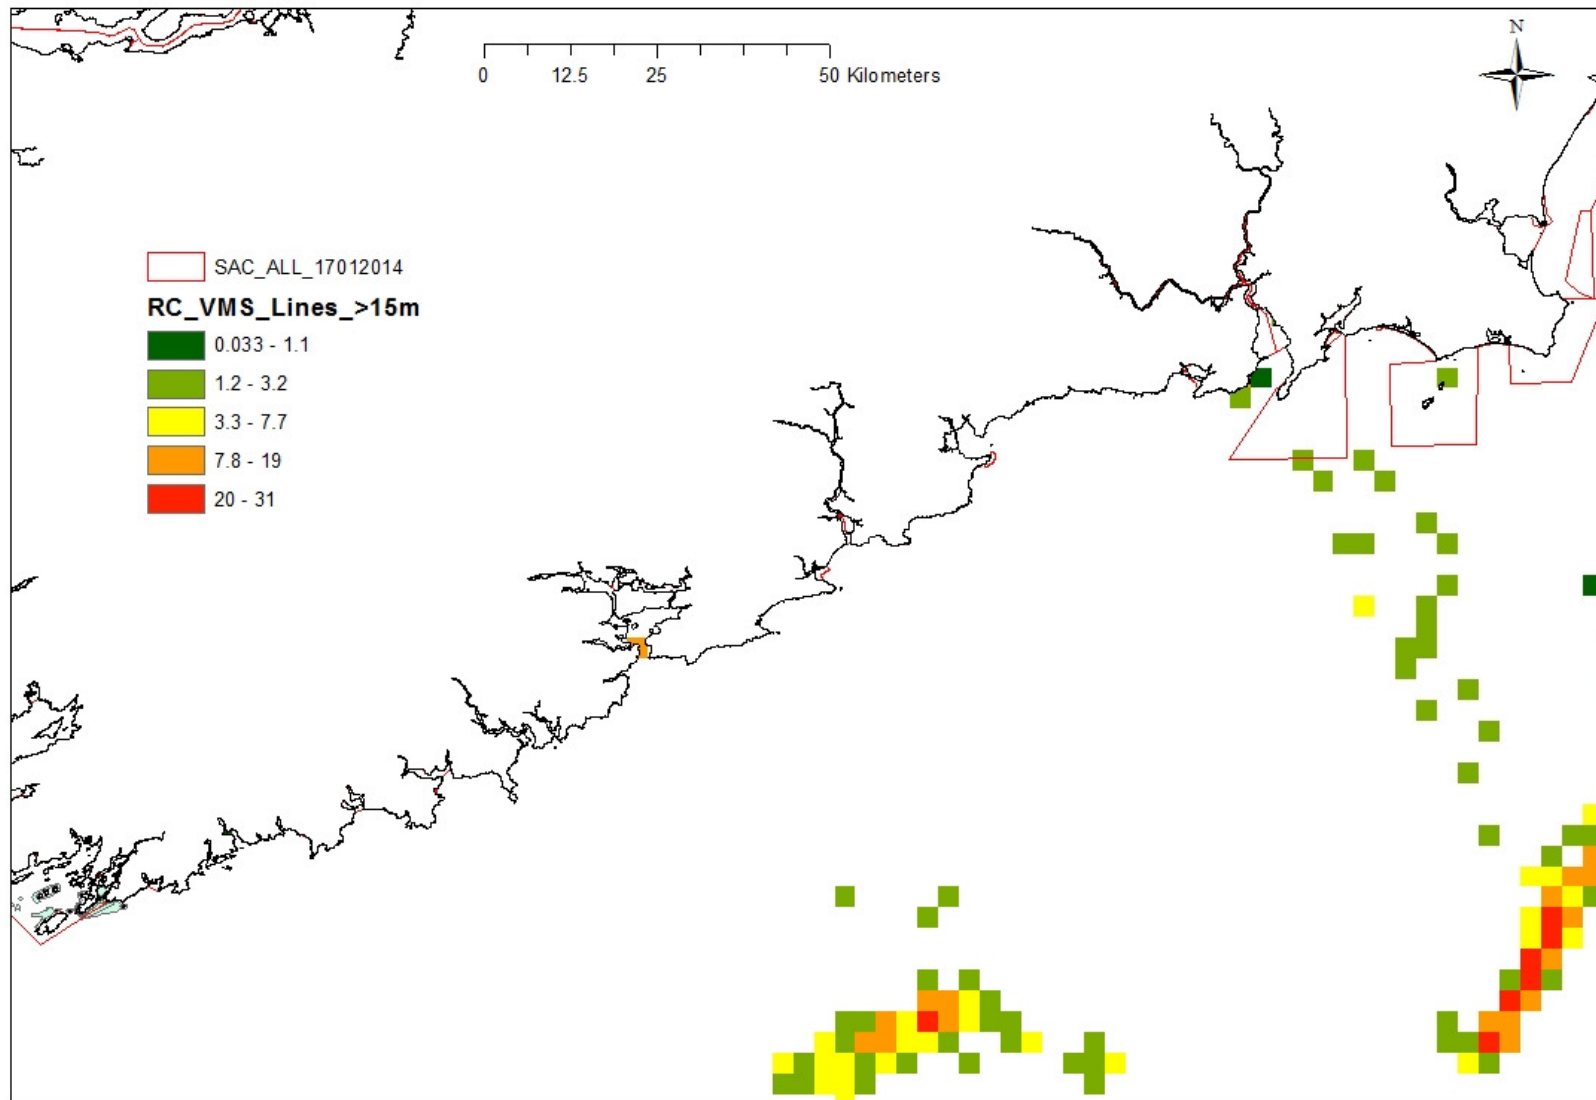 N
0 12.5 25 50 Kilometers
SAC_ALL_17012014
RC_VMS_Lines_>15m
0.033 - 1.1
1.2 - 3.2
3.3 - 7.7
7.8 - 19
20 - 31